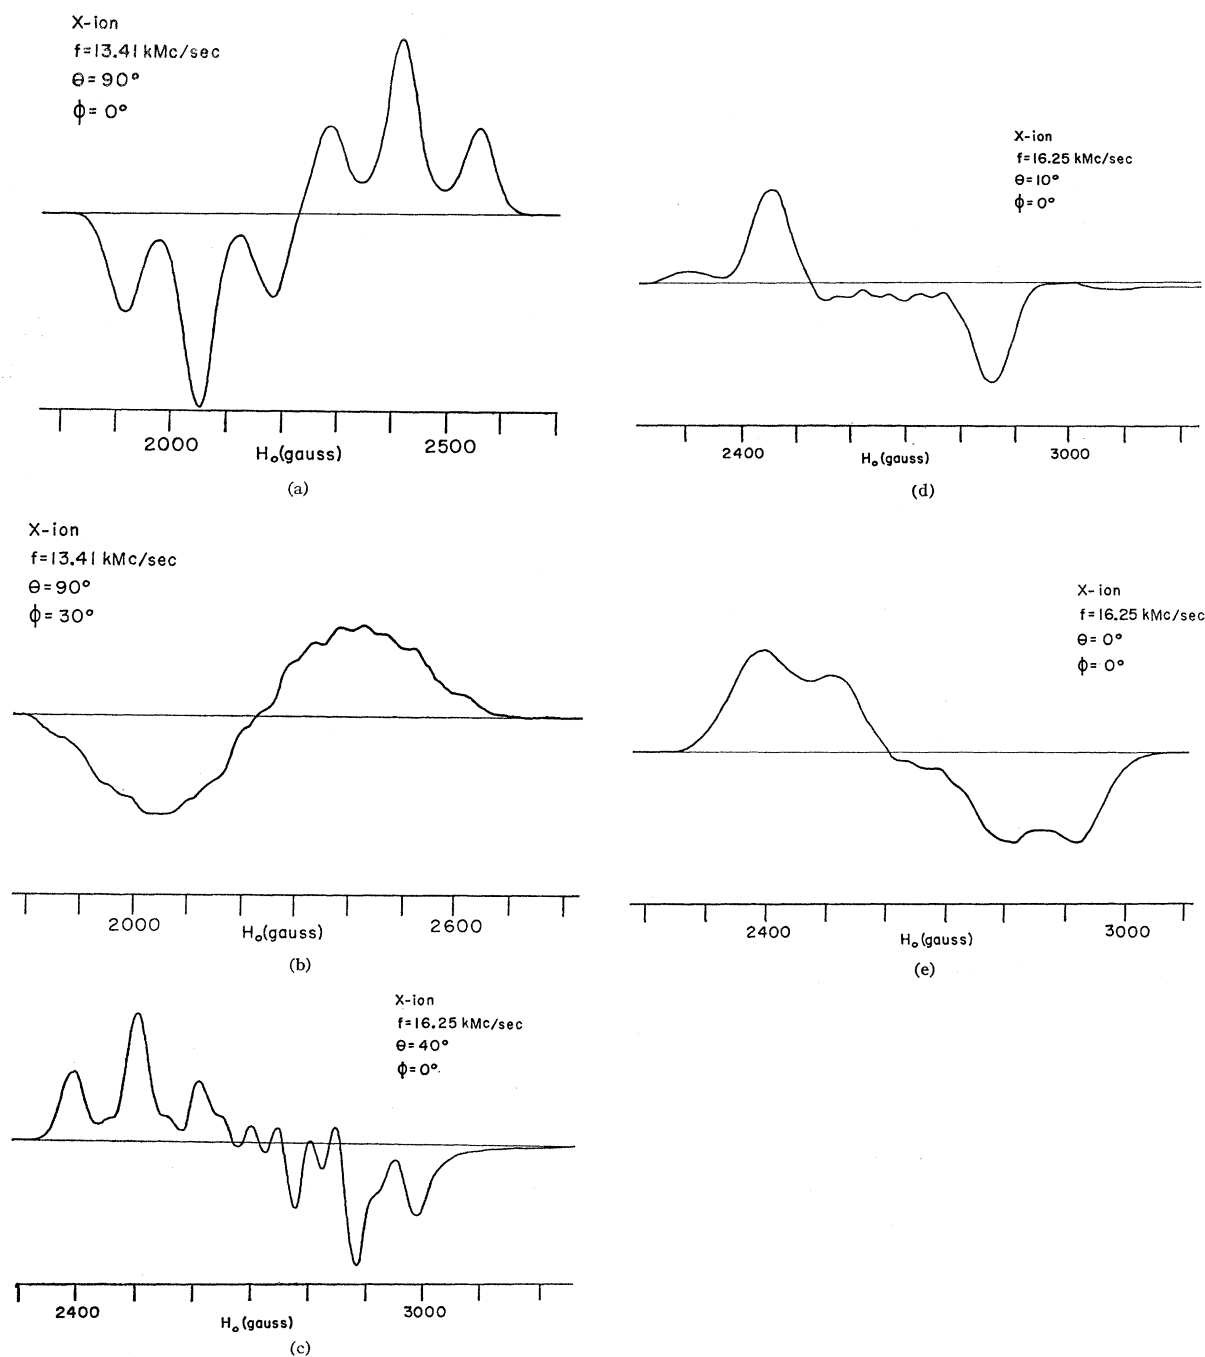 X-ion
f=13.41 kMc/sec
θ=90°
ϕ=0°
2000 2500
H₀(gauss)
(a)
X-ion
f=13.41 kMc/sec
θ=90°
ϕ=30°
2000 2600
H₀(gauss)
(b)
X-ion
f=16.25 kMc/sec
θ=40°
ϕ=0°
2400 3000
H₀(gauss)
(c)
X-ion
f=16.25 kMc/sec
θ=10°
ϕ=0°
2400 3000
H₀(gauss)
(d)
X-ion
f=16.25 kMc/sec
θ=0°
ϕ=0°
2400 3000
H₀(gauss)
(e)